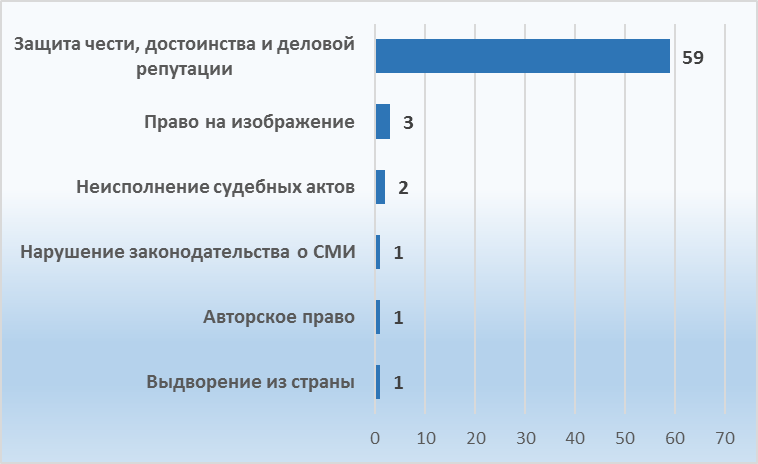 Защита чести, достоинства и деловой
репутации
59
Право на изображение
3
Неисполнение судебных актов
2
Нарушение законодательства о СМИ
1
Авторское право
1
Выдворение из страны
1
0 10 20 30 40 50 60 70